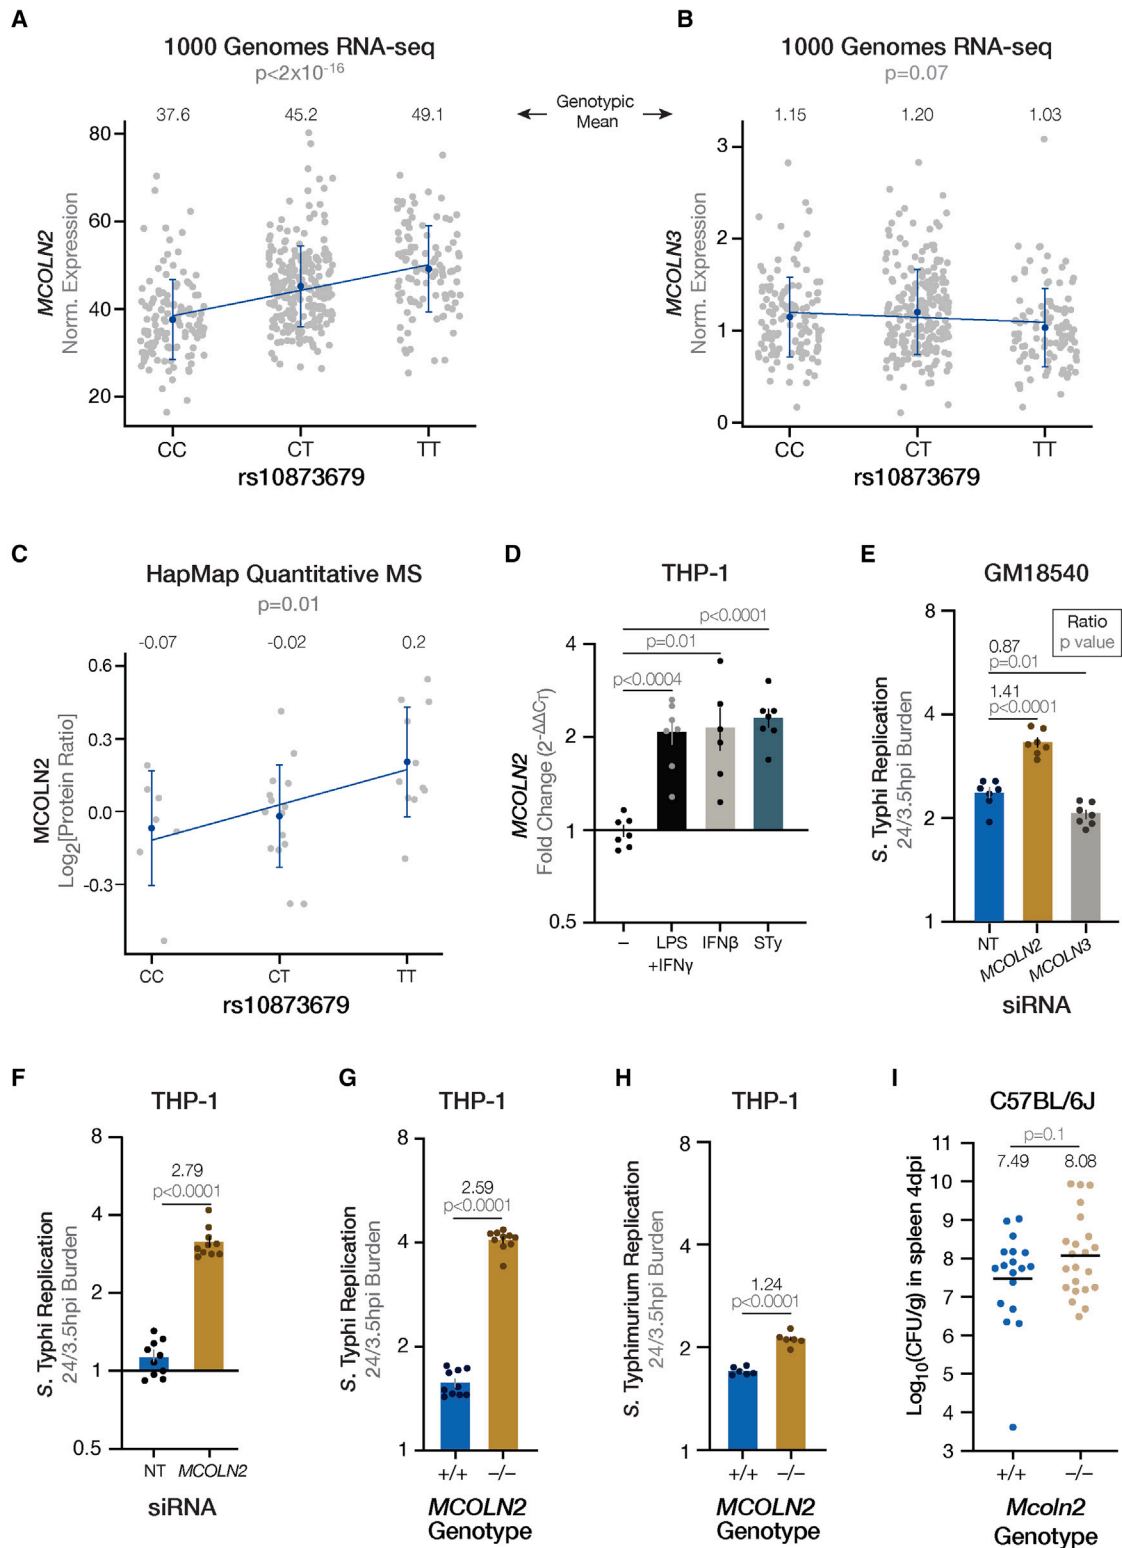 A
1000 Genomes RNA-seq
p<2x10-16
37.6 45.2 49.1
Genotypic
Mean
MCOLN2
Norm. Expression
80
60
40
20
CC CT TT
rs10873679
B
1000 Genomes RNA-seq
p=0.07
1.15 1.20 1.03
MCOLN3
Norm. Expression
3
2
1
0
CC CT TT
rs10873679
C
HapMap Quantitative MS
p=0.01
-0.07 -0.02 0.2
MCOLN2
Log2[Protein Ratio]
0.6
0.3
0.0
-0.3
CC CT TT
rs10873679
D
THP-1
p<0.0001
p=0.01
p<0.0004
MCOLN2
Fold Change (2-ΔΔCT)
4
2
1
0.5
– LPS IFNβ STy
+IFNγ
E
GM18540
Ratio
p value
0.87
p=0.01
1.41
p<0.0001
S. Typhi Replication
24/3.5hpi Burden
8
4
2
1
NT MCOLN2 MCOLN3
siRNA
F
THP-1
2.79
p<0.0001
S. Typhi Replication
24/3.5hpi Burden
8
4
2
1
0.5
NT MCOLN2
siRNA
G
THP-1
2.59
p<0.0001
S. Typhi Replication
24/3.5hpi Burden
8
4
2
1
+/+ –/–
MCOLN2
Genotype
H
THP-1
1.24
p<0.0001
S. Typhimurium Replication
24/3.5hpi Burden
8
4
2
1
+/+ –/–
MCOLN2
Genotype
I
C57BL/6J
p=0.1
7.49 8.08
Log10(CFU/g) in spleen 4dpi
11
10
9
8
7
6
5
4
3
+/+ –/–
Mcoln2
Genotype